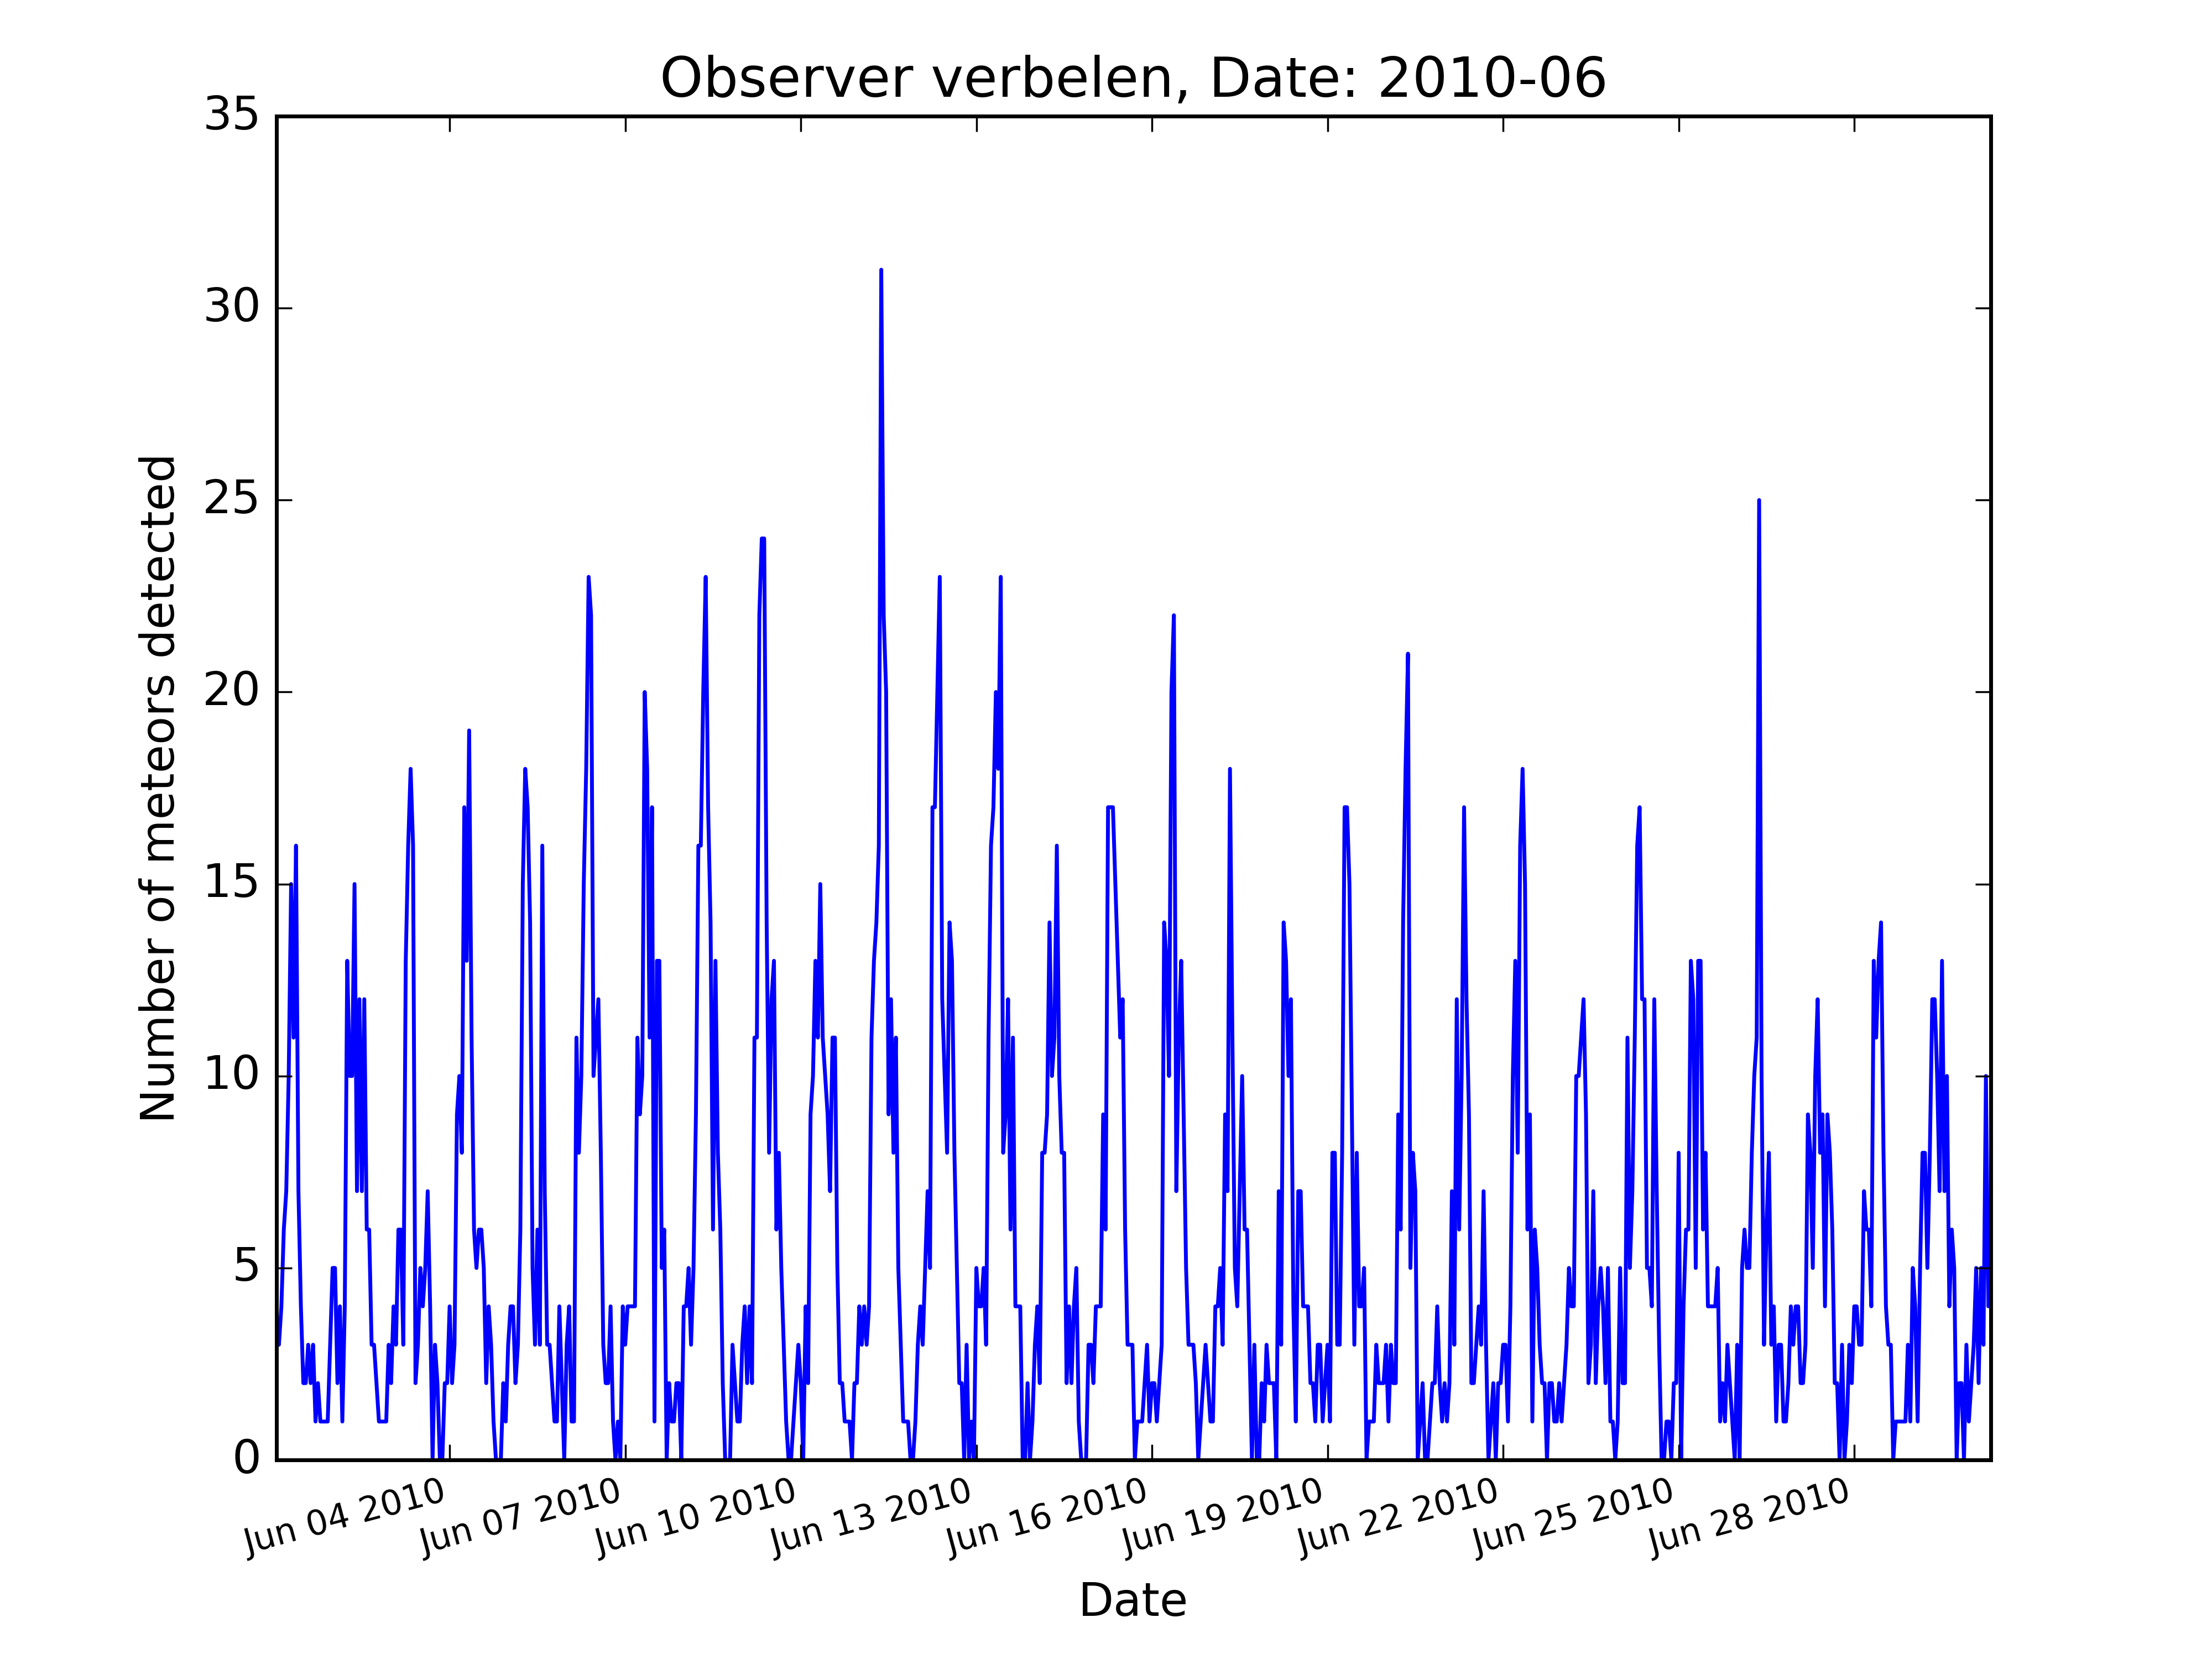 Observer verbelen, Date: 2010-06
Number of meteors detected
35
30
25
20
15
10
5
0
Jun 04 2010
Jun 07 2010
Jun 10 2010
Jun 13 2010
Jun 16 2010
Jun 19 2010
Jun 22 2010
Jun 25 2010
Jun 28 2010
Date